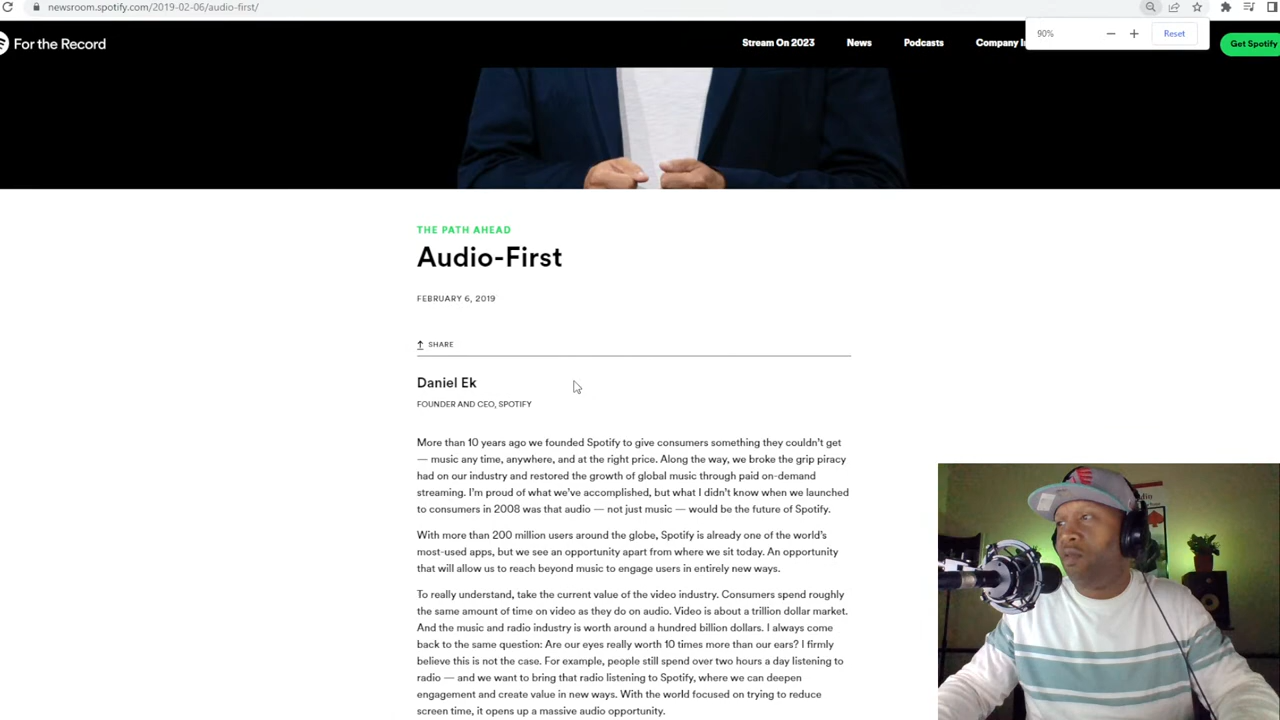 newsroom.spotify.com/2019-02-06/audio-first/
90%
Reset
For the Record
Stream On 2023
News
Podcasts
Company
Get Spotify
THE PATH AHEAD
Audio-First
FEBRUARY 6, 2019
SHARE
Daniel Ek
FOUNDER AND CEO, SPOTIFY
More than 10 years ago we founded Spotify to give consumers something they couldn't get
— music any time, anywhere, and at the right price. Along the way, we broke the grip piracy
had on our industry and restored the growth of global music through paid on-demand
streaming. I'm proud of what we've accomplished, but what I didn't know when we launched
to consumers in 2008 was that audio — not just music — would be the future of Spotify.
With more than 200 million users around the globe, Spotify is already one of the world's
most-used apps, but we see an opportunity apart from where we sit today. An opportunity
that will allow us to reach beyond music to engage users in entirely new ways.
To really understand, take the current value of the video industry. Consumers spend roughly
the same amount of time on video as they do on audio. Video is about a trillion dollar market.
And the music and radio industry is worth around a hundred billion dollars. I always come
back to the same question: Are our eyes really worth 10 times more than our ears? I firmly
believe this is not the case. For example, people still spend over two hours a day listening to
radio — and we want to bring that radio listening to Spotify, where we can deepen
engagement and create value in new ways. With the world focused on trying to reduce
screen time, it opens up a massive audio opportunity.